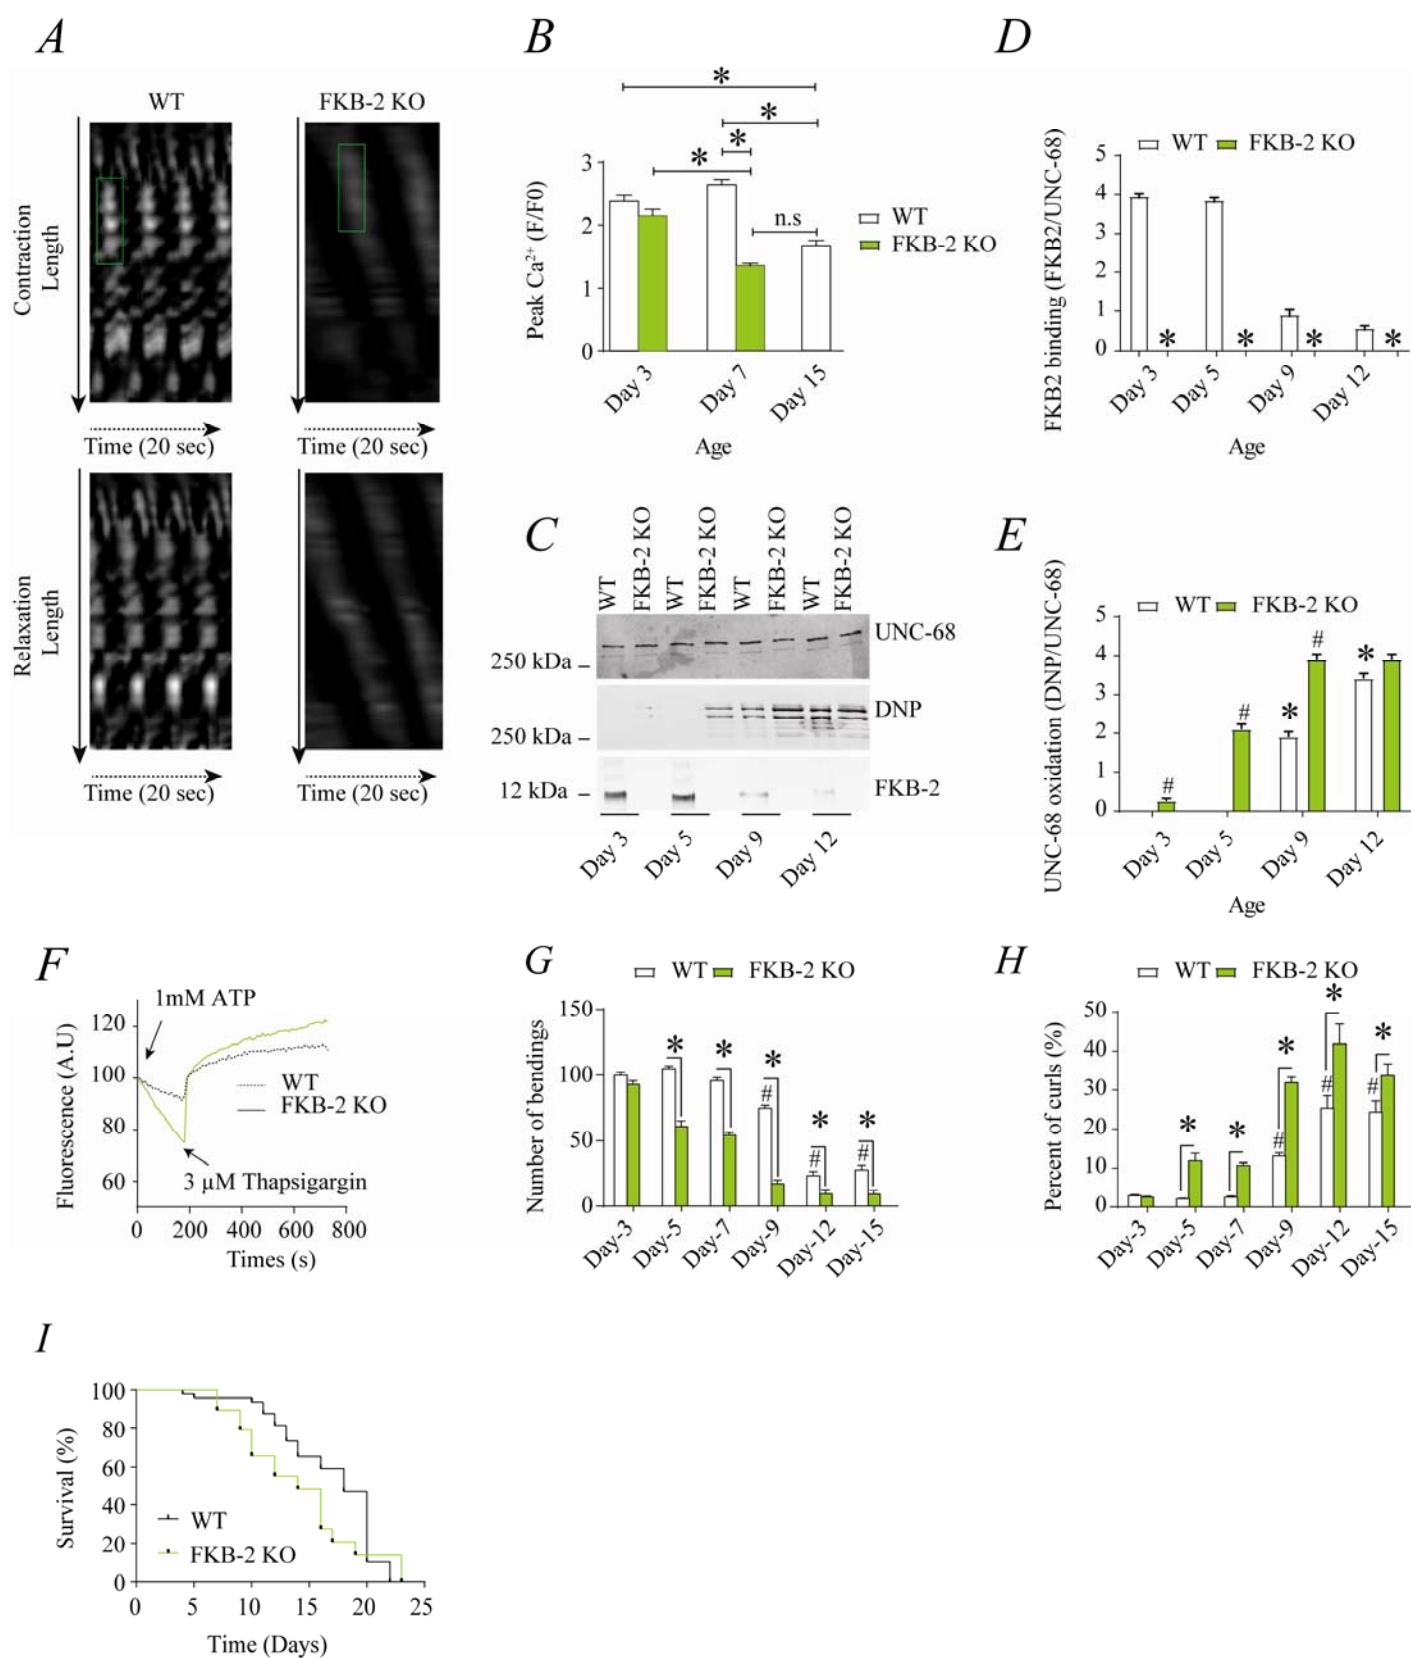 A
WT
FKB-2 KO
Contraction
Length
Time (20 sec)
Time (20 sec)
Relaxation
Length
Time (20 sec)
Time (20 sec)
B
*
*
*
*
n.s
Peak Ca²⁺ (F/F0)
3
2
1
0
WT
FKB-2 KO
Day 3
Day 7
Day 15
Age
C
WT
FKB-2 KO
WT
FKB-2 KO
WT
FKB-2 KO
WT
FKB-2 KO
UNC-68
250 kDa
DNP
250 kDa
FKB-2
12 kDa
Day 3
Day 5
Day 9
Day 12
D
WT
FKB-2 KO
FKB2 binding (FKB2/UNC-68)
5
4
3
2
1
0
*
*
*
*
Day 3
Day 5
Day 9
Day 12
Age
E
WT
FKB-2 KO
UNC-68 oxidation (DNP/UNC-68)
5
4
3
2
1
0
#
#
*
#
*
Day 3
Day 5
Day 9
Day 12
Age
F
1mM ATP
Fluorescence (A.U)
120
100
80
60
WT
FKB-2 KO
3 µM Thapsigargin
0
200
400
600
800
Times (s)
G
WT
FKB-2 KO
Number of bendings
150
100
50
0
*
*
*
#
*
#
*
#
Day-3
Day-5
Day-7
Day-9
Day-12
Day-15
H
WT
FKB-2 KO
Percent of curls (%)
50
40
30
20
10
0
*
*
*
#
*
#
*
#
Day-3
Day-5
Day-7
Day-9
Day-12
Day-15
I
Survival (%)
100
80
60
40
20
0
WT
FKB-2 KO
0
5
10
15
20
25
Time (Days)